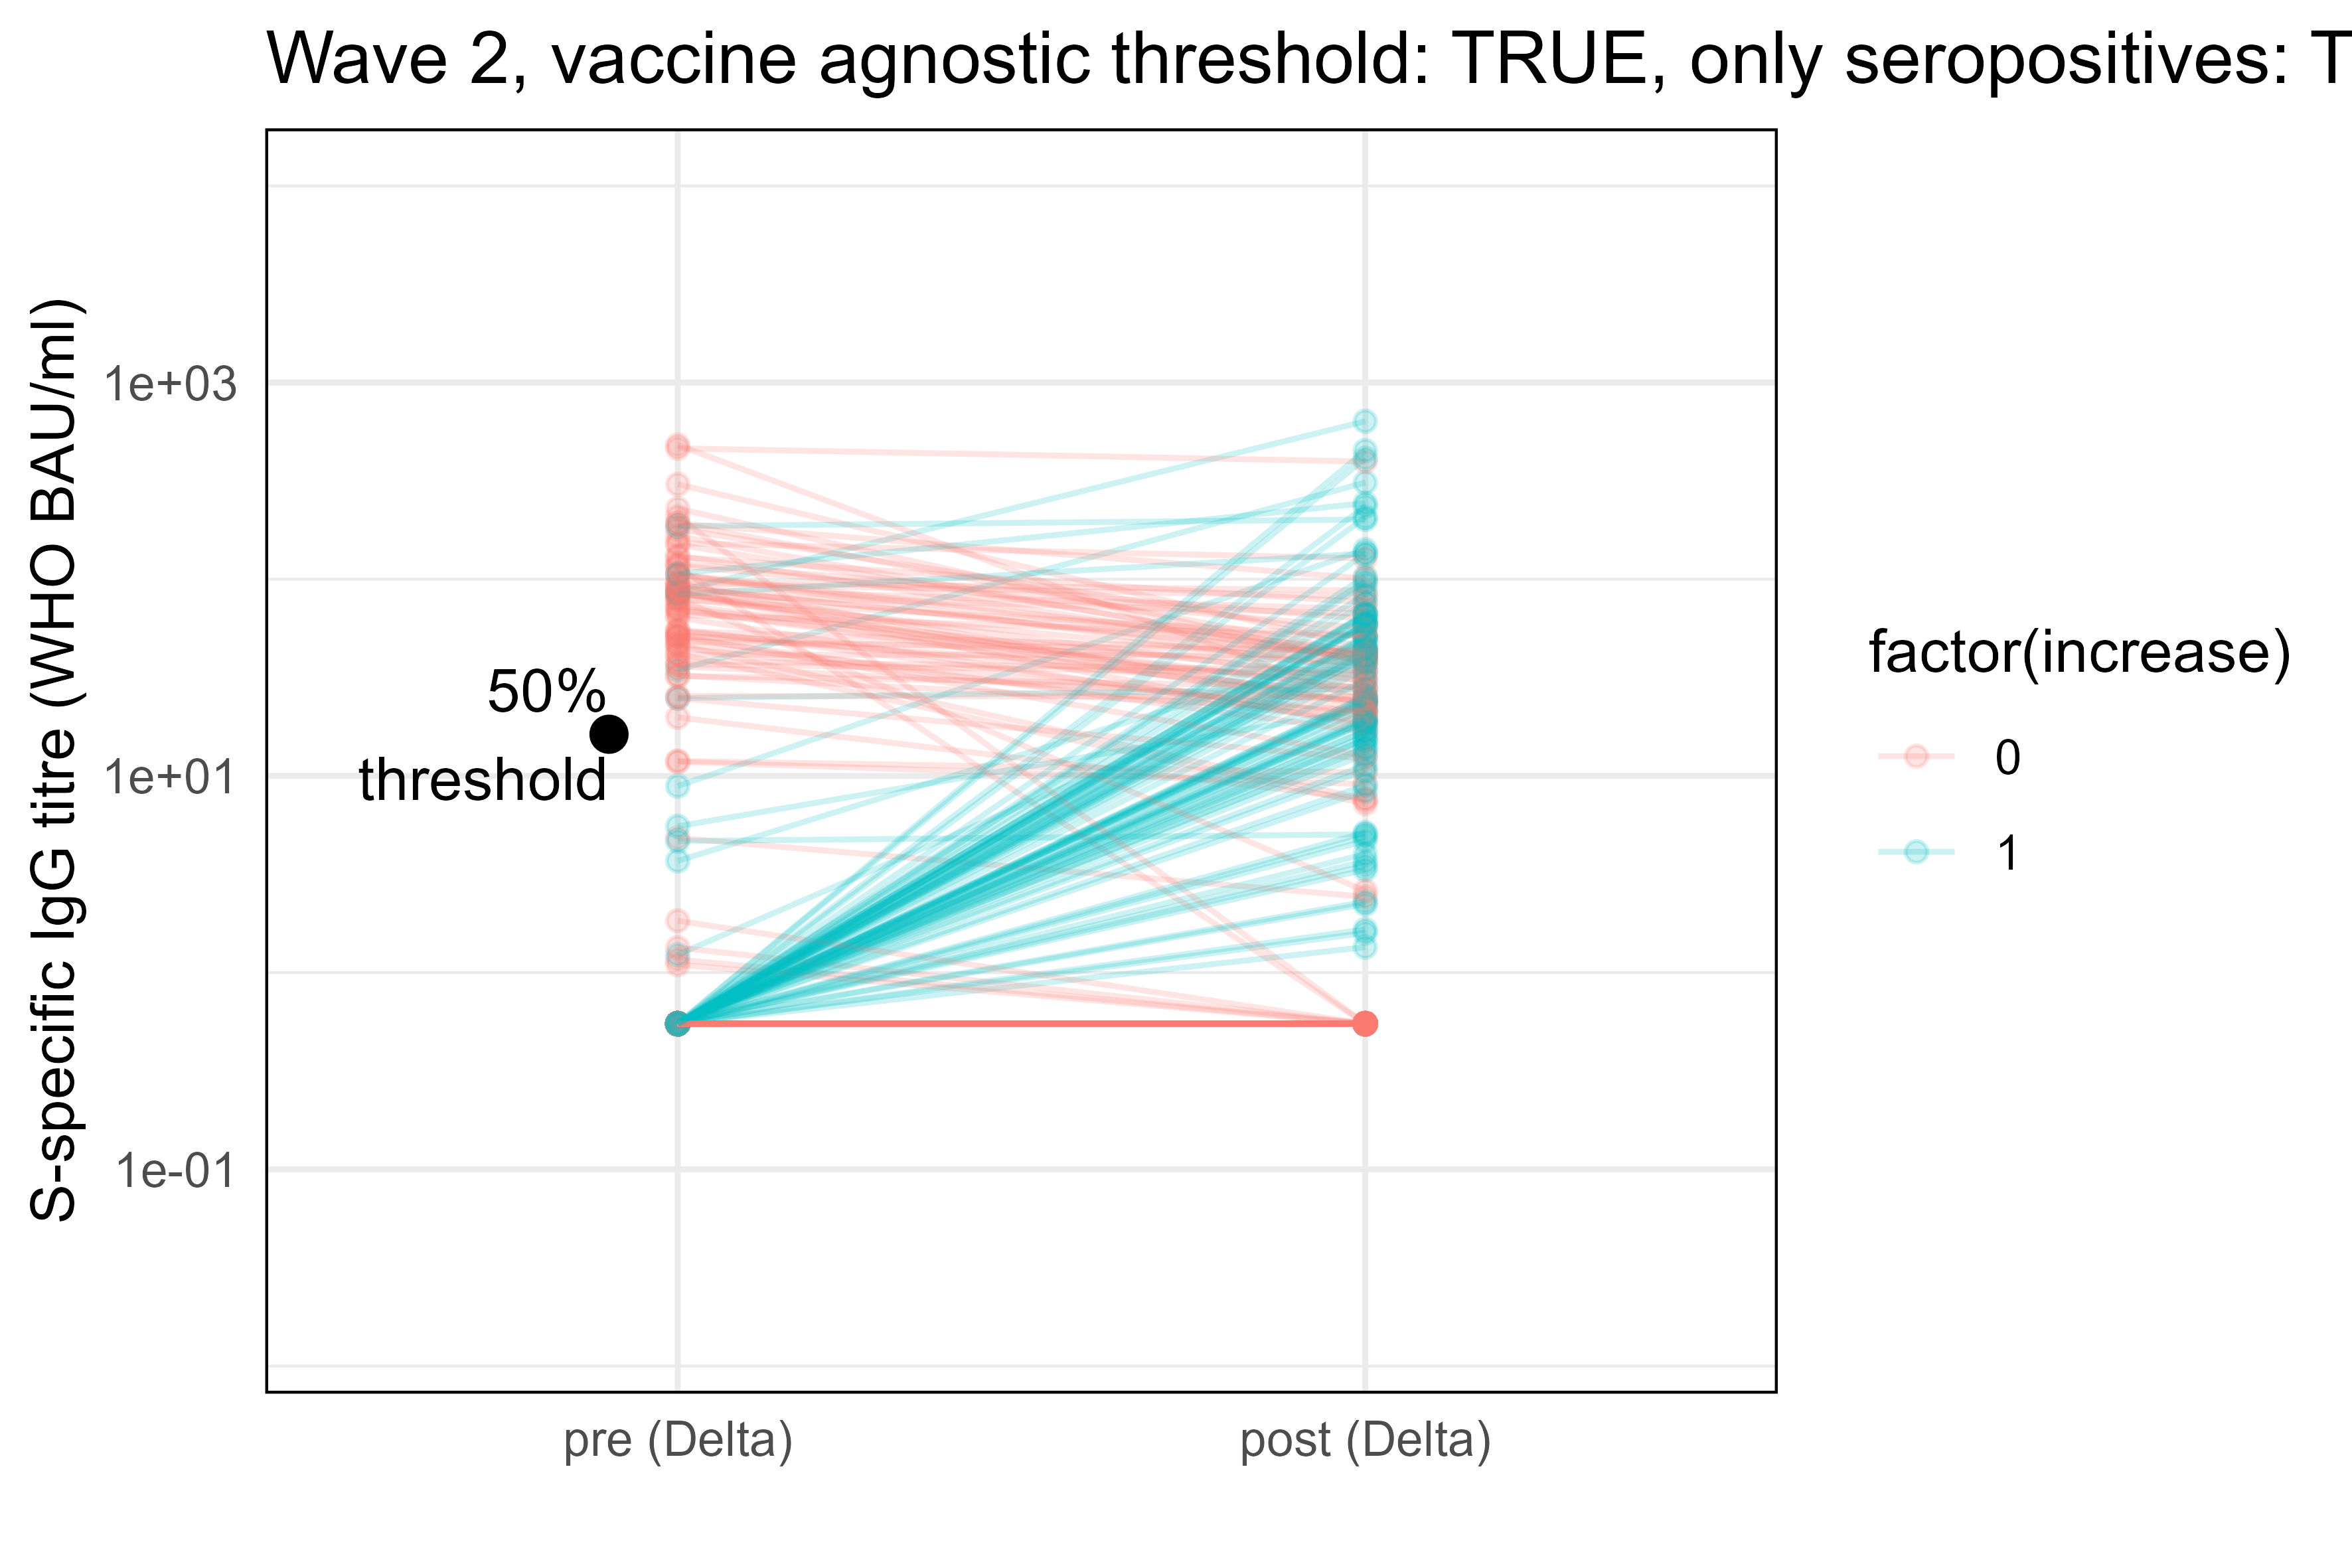 Wave 2, vaccine agnostic threshold: TRUE, only seropositives: T
S-specific IgG titre (WHO BAU/ml)
1e+03
1e+01
1e-01
50%
threshold
pre (Delta)
post (Delta)
factor(increase)
0
1